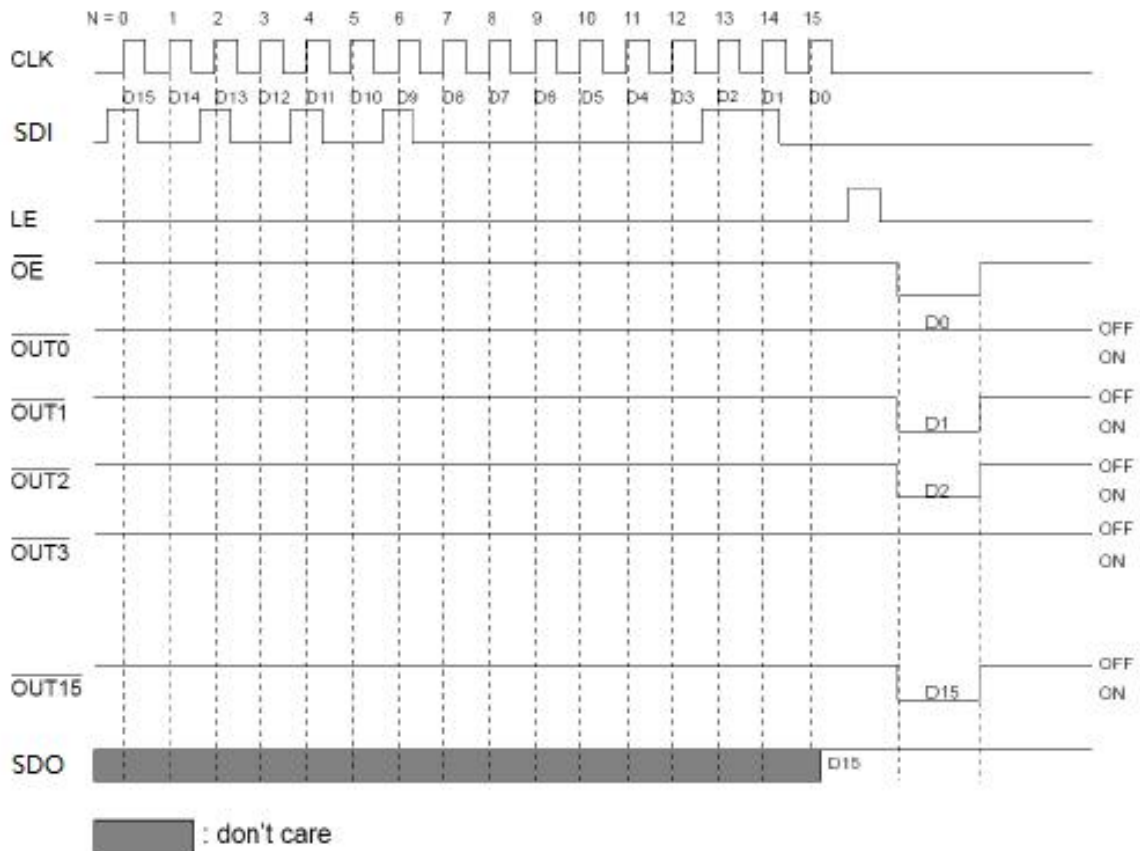 N = 0 1 2 3 4 5 6 7 8 9 10 11 12 13 14 15
CLK
D15 D14 D13 D12 D11 D10 D9 D8 D7 D6 D5 D4 D3 D2 D1 D0
SDI
LE
OE
D0
OUT0
OFF
ON
OUT1
D1
OFF
ON
OUT2
D2
OFF
ON
OUT3
OFF
ON
OUT15
D15
OFF
ON
SDO
D15
: don't care